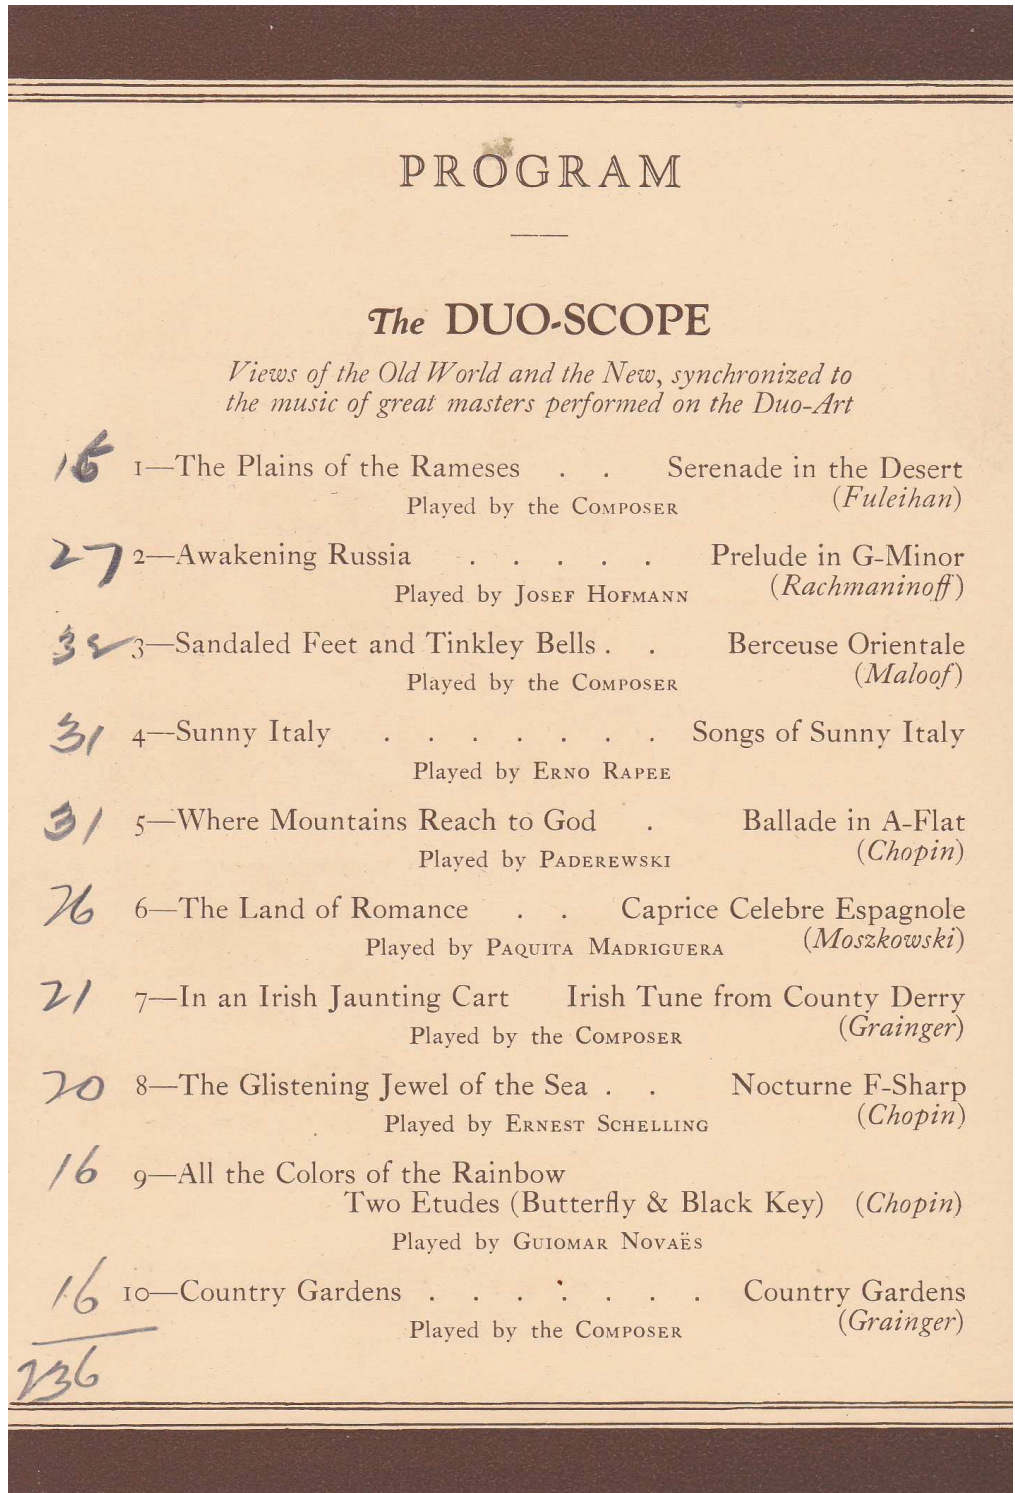 PROGRAM
The DUO-SCOPE
Views of the Old World and the New, synchronized to
the music of great masters performed on the Duo-Art
16 1—The Plains of the Rameses . . Serenade in the Desert
Played by the COMPOSER (Fuleihan)
27 2—Awakening Russia . . . . . Prelude in G-Minor
Played by JOSEF HOFMANN (Rachmaninoff)
32 3—Sandaled Feet and Tinkley Bells . . Berceuse Orientale
Played by the COMPOSER (Maloof)
31 4—Sunny Italy . . . . . . . Songs of Sunny Italy
Played by ERNO RAPEE
31 5—Where Mountains Reach to God . Ballade in A-Flat
Played by PADEREWSKI (Chopin)
26 6—The Land of Romance . . Caprice Celebre Espagnole
Played by PAQUITA MADRIGUERA (Moszkowski)
21 7—In an Irish Jaunting Cart Irish Tune from County Derry
Played by the COMPOSER (Grainger)
20 8—The Glistening Jewel of the Sea . . Nocturne F-Sharp
Played by ERNEST SCHELLING (Chopin)
16 9—All the Colors of the Rainbow
Two Etudes (Butterfly & Black Key) (Chopin)
Played by GUIOMAR NOVAËS
16 10—Country Gardens . . . . . . . Country Gardens
Played by the COMPOSER (Grainger)
236